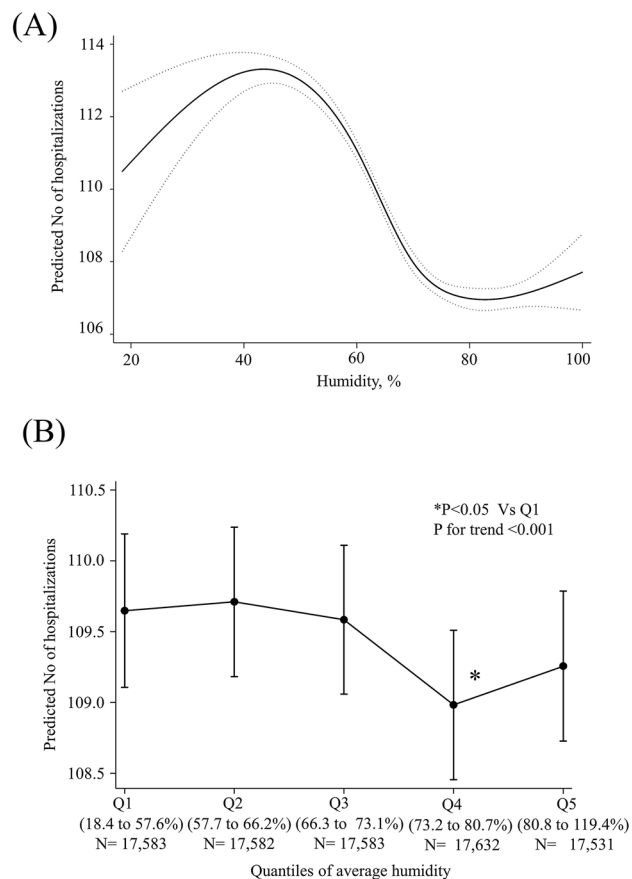 (A)
114
112
110
108
106
Predicted No of hospitalizations
20 40 60 80 100
Humidity, %
(B)
110.5
110.0
109.5
109.0
108.5
Predicted No of hospitalizations
*P<0.05 Vs Q1
P for trend <0.001
*
Q1 Q2 Q3 Q4 Q5
(18.4 to 57.6%) (57.7 to 66.2%) (66.3 to 73.1%) (73.2 to 80.7%) (80.8 to 119.4%)
N= 17,583 N= 17,582 N= 17,583 N= 17,632 N= 17,531
Quantiles of average humidity